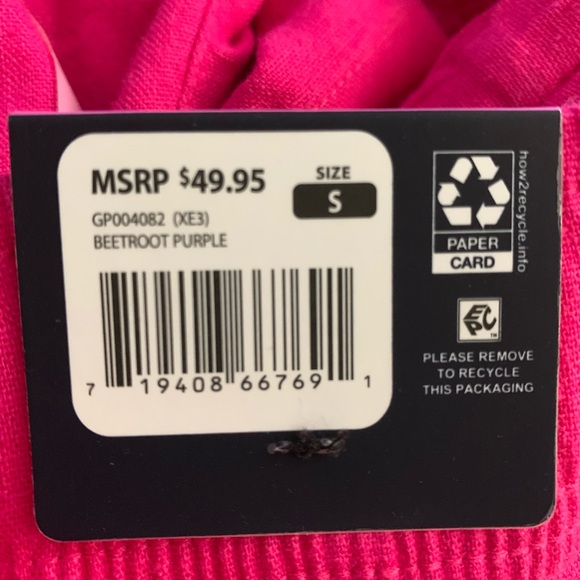 MSRP $49.95
SIZE
S
GP004082 (XE3)
BEETROOT PURPLE
7 19408 66769 1
how2recycle.info
PAPER
CARD
EPC
™
PLEASE REMOVE
TO RECYCLE
THIS PACKAGING